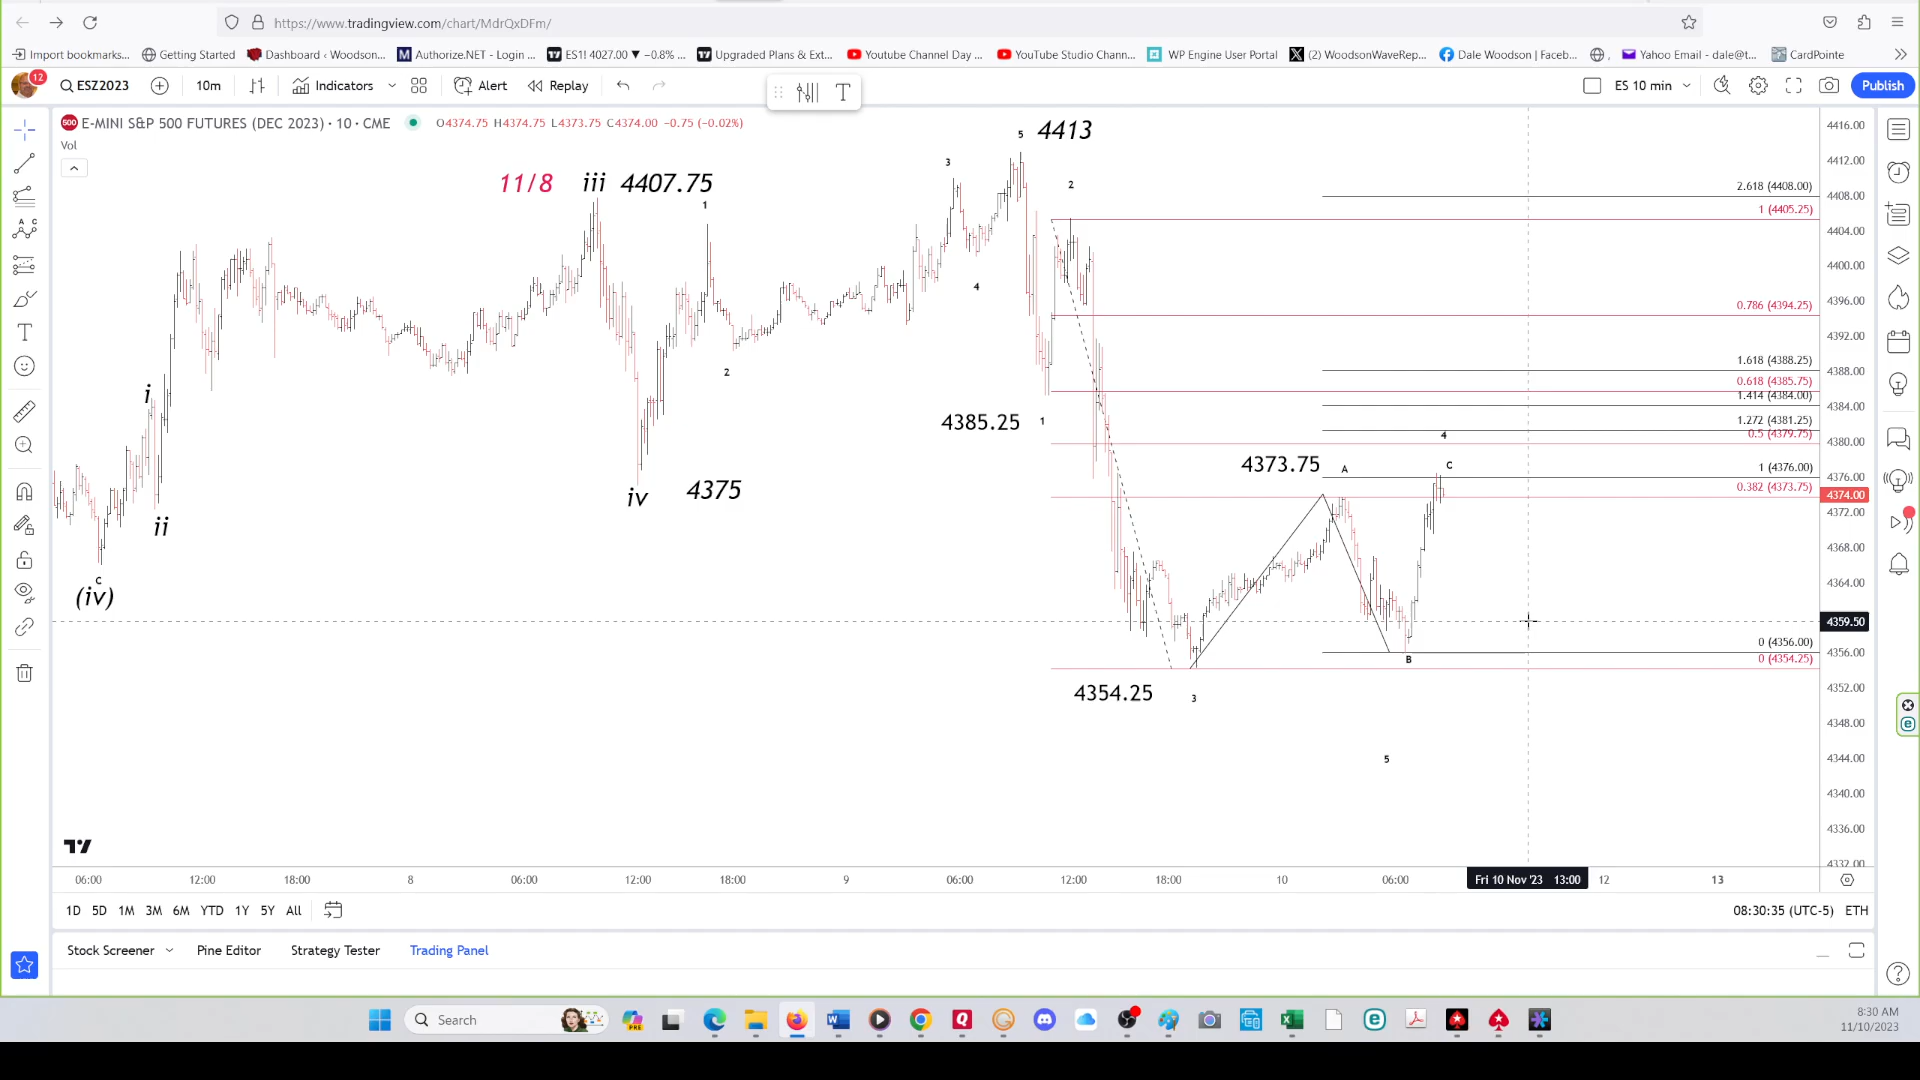 https://www.tradingview.com/chart/MdrQxDFm/
Import bookmarks...
Getting Started
Dashboard ‹ Woodson...
Authorize.NET - Login ...
ES1! 4027.00 ▼ −0.8% ...
Upgraded Plans & Ext...
Youtube Channel Day ...
YouTube Studio Chann...
WP Engine User Portal
(2) WoodsonWaveRep...
Dale Woodson | Faceb...
Yahoo Email - dale@t...
CardPointe
12
ESZ2023
10m
Indicators
Alert
Replay
ES 10 min
Publish
500 E-MINI S&P 500 FUTURES (DEC 2023) · 10 · CME
O4374.75 H4374.75 L4373.75 C4374.00 −0.75 (−0.02%)
Vol
5 4413
3
2
11/8 iii 4407.75
1
4
i
2
4385.25 1
iv 4375
ii
c
(iv)
4
4373.75 A
C
B
4354.25 3
5
2.618 (4408.00)
1 (4405.25)
0.786 (4394.25)
1.618 (4388.25)
0.618 (4385.75)
1.414 (4384.00)
1.272 (4381.25)
0.5 (4379.75)
1 (4376.00)
0.382 (4373.75)
0 (4356.00)
0 (4354.25)
4416.00
4412.00
4408.00
4404.00
4400.00
4396.00
4392.00
4388.00
4384.00
4380.00
4376.00
4374.00
4372.00
4368.00
4364.00
4359.50
4356.00
4352.00
4348.00
4344.00
4340.00
4336.00
4332.00
06:00 12:00 18:00 8 06:00 12:00 18:00 9 06:00 12:00 18:00 10 06:00 Fri 10 Nov '23 13:00 12 13
1D 5D 1M 3M 6M YTD 1Y 5Y All
08:30:35 (UTC-5) ETH
Stock Screener
Pine Editor
Strategy Tester
Trading Panel
Search
8:30 AM
11/10/2023